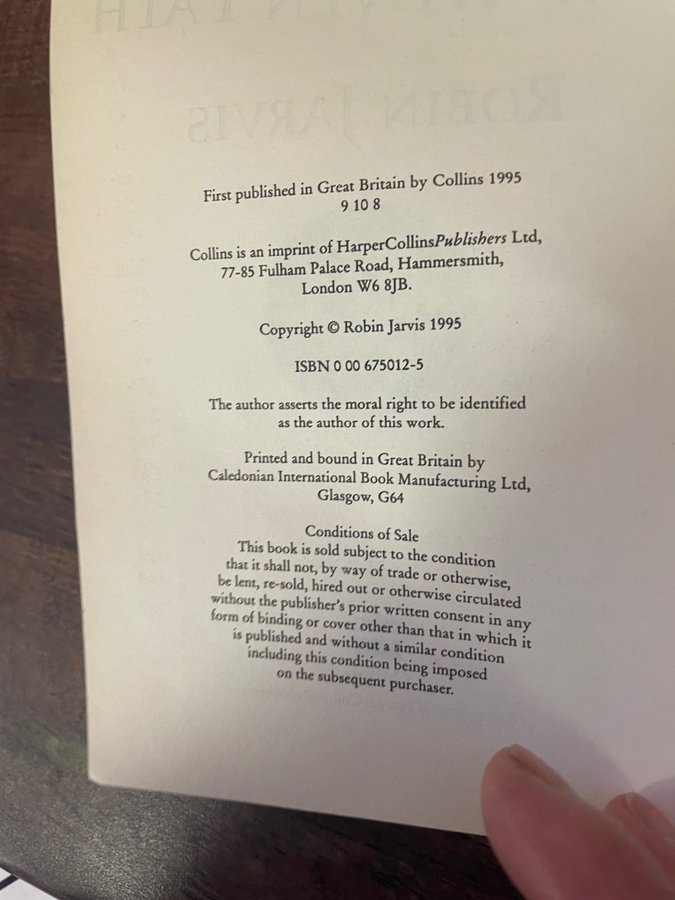 ROBIN JARVIS
First published in Great Britain by Collins 1995
9 10 8
Collins is an imprint of HarperCollinsPublishers Ltd,
77-85 Fulham Palace Road, Hammersmith,
London W6 8JB.
Copyright © Robin Jarvis 1995
ISBN 0 00 675012-5
The author asserts the moral right to be identified
as the author of this work.
Printed and bound in Great Britain by
Caledonian International Book Manufacturing Ltd,
Glasgow, G64
Conditions of Sale
This book is sold subject to the condition
that it shall not, by way of trade or otherwise,
be lent, re-sold, hired out or otherwise circulated
without the publisher's prior written consent in any
form of binding or cover other than that in which it
is published and without a similar condition
including this condition being imposed
on the subsequent purchaser.